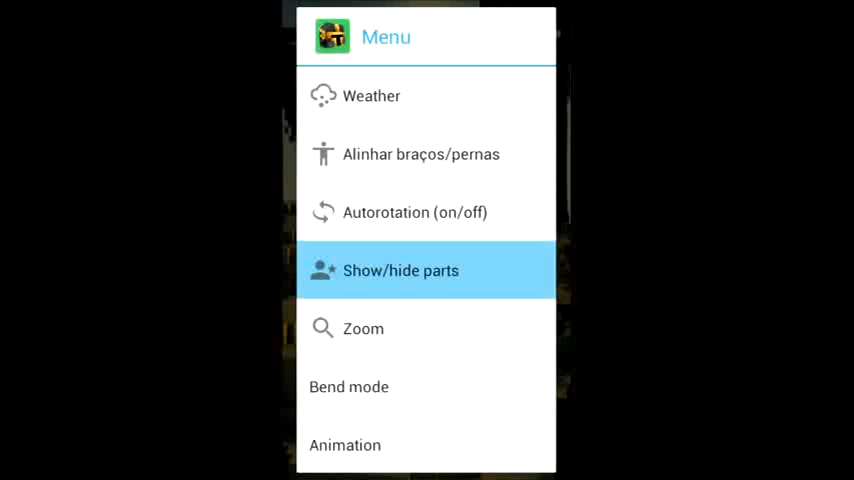 Menu
Weather
Alinhar braços/pernas
Autorotation (on/off)
Show/hide parts
Zoom
Bend mode
Animation